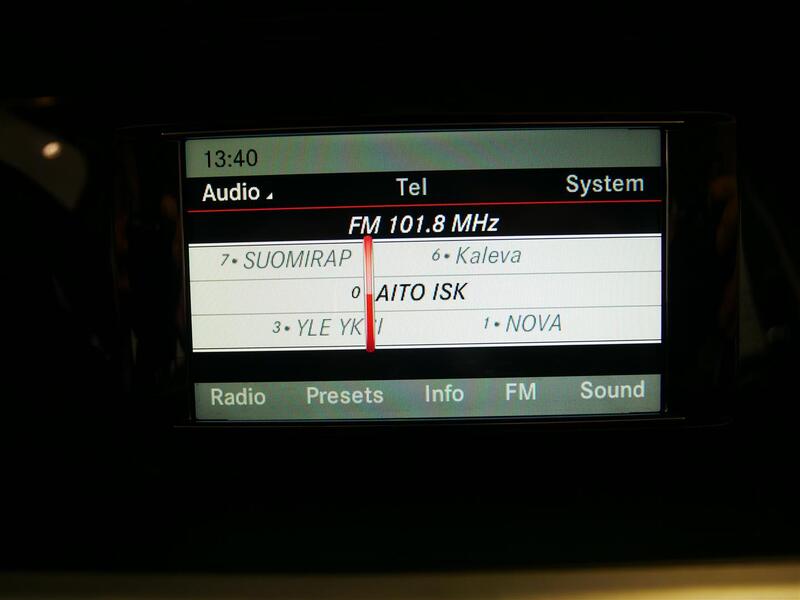 13:40
Audio Tel System
FM 101.8 MHz
7• SUOMIRAP 6• Kaleva
0 AITO ISK
3• YLE YKSI 1• NOVA
Radio Presets Info FM Sound